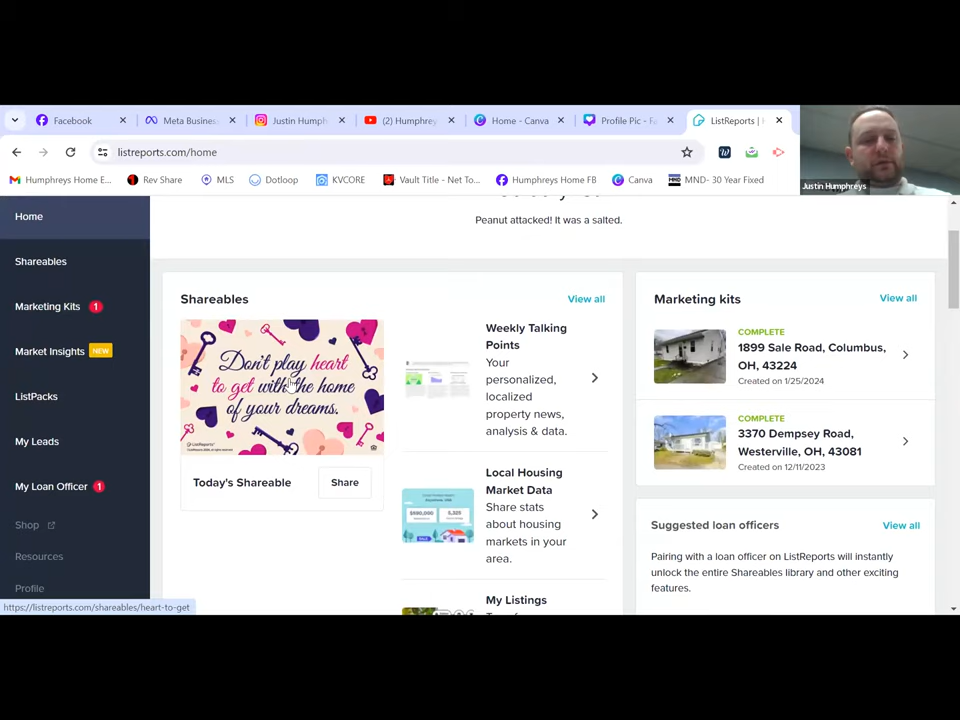 Facebook
Meta Busines
Justin Humph
(2) Humphrey
Home - Canva
Profile Pic - Fa
ListReports | H
listreports.com/home
Humphreys Home E...
Rev Share
MLS
Dotloop
KVCORE
Vault Title - Net To...
Humphreys Home FB
Canva
MND- 30 Year Fixed
Justin Humphreys
Home
Shareables
Marketing Kits 1
Market Insights NEW
ListPacks
My Leads
My Loan Officer 1
Shop
Resources
Profile
https://listreports.com/shareables/heart-to-get
Peanut attacked! It was a salted.
Shareables
View all
Don't play heart
to get with the home
of your dreams.
ListReports
Today's Shareable
Share
Weekly Talking
Points
Your
personalized,
localized
property news,
analysis & data.
Local Housing
Market Data
Share stats
about housing
markets in your
area.
My Listings
Marketing kits
View all
COMPLETE
1899 Sale Road, Columbus,
OH, 43224
Created on 1/25/2024
COMPLETE
3370 Dempsey Road,
Westerville, OH, 43081
Created on 12/11/2023
Suggested loan officers
View all
Pairing with a loan officer on ListReports will instantly
unlock the entire Shareables library and other exciting
features.